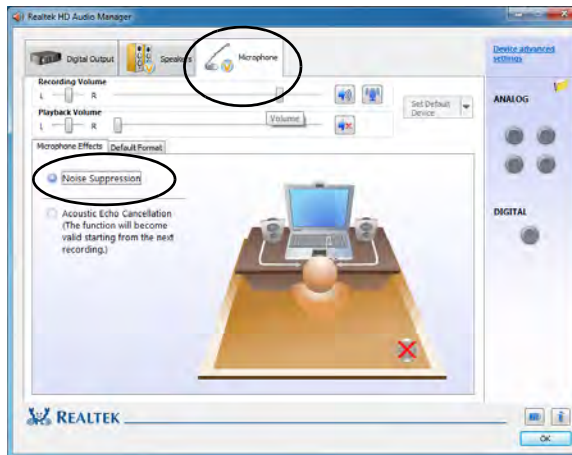 Realtek HD Audio Manager
Digital Output
Speakers
Microphone
Device advanced
settings
Recording Volume
L
R
Set Default
Device
Playback Volume
L
R
Volume
ANALOG
Microphone Effects
Default Format
Noise Suppression
Acoustic Echo Cancellation
(The function will become
valid starting from the next
recording.)
DIGITAL
REALTEK
i
OK